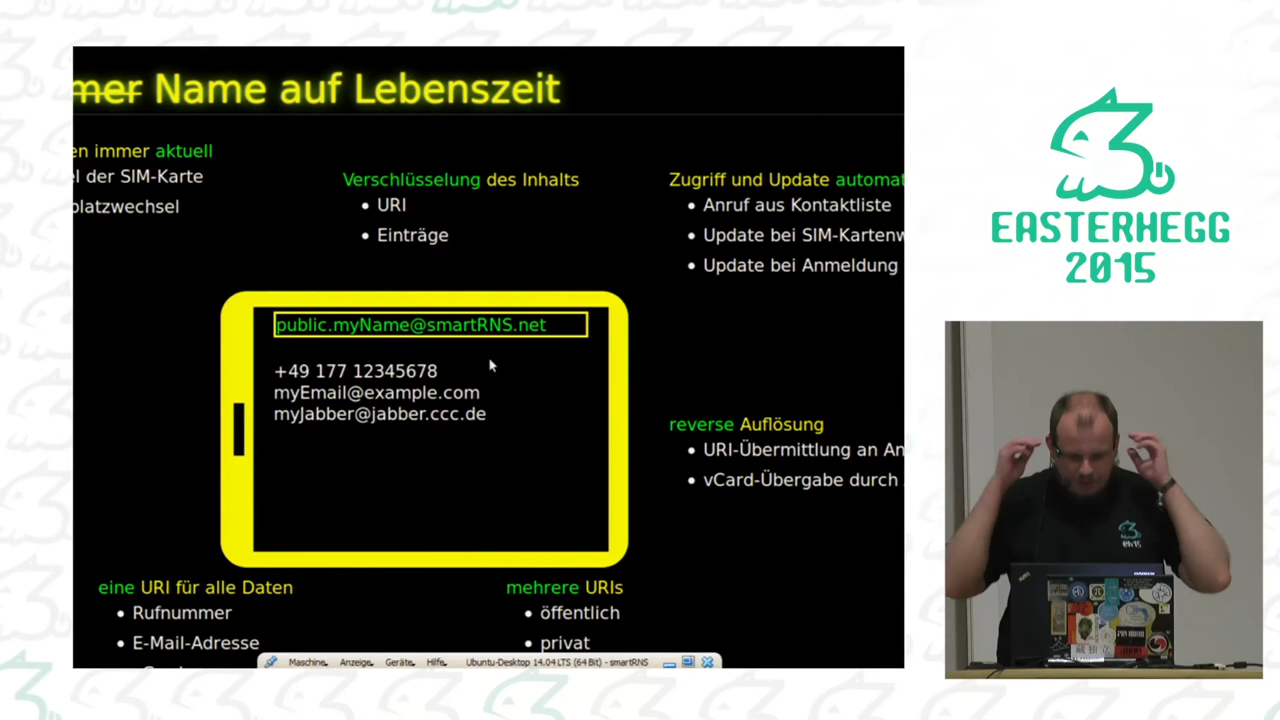 mer Name auf Lebenszeit
en immer aktuell
el der SIM-Karte
platzwechsel
Verschlüsselung des Inhalts
• URI
• Einträge
Zugriff und Update automat
• Anruf aus Kontaktliste
• Update bei SIM-Kartenw
• Update bei Anmeldung
public.myName@smartRNS.net
+49 177 12345678
myEmail@example.com
myJabber@jabber.ccc.de
reverse Auflösung
• URI-Übermittlung an An
• vCard-Übergabe durch
eine URI für alle Daten
• Rufnummer
• E-Mail-Adresse
mehrere URIs
• öffentlich
• privat
Maschine Anzeige Geräte Hilfe Ubuntu-Desktop 14.04 LTS (64 Bit) - smartRNS
EASTERHEGG
2015
eh15